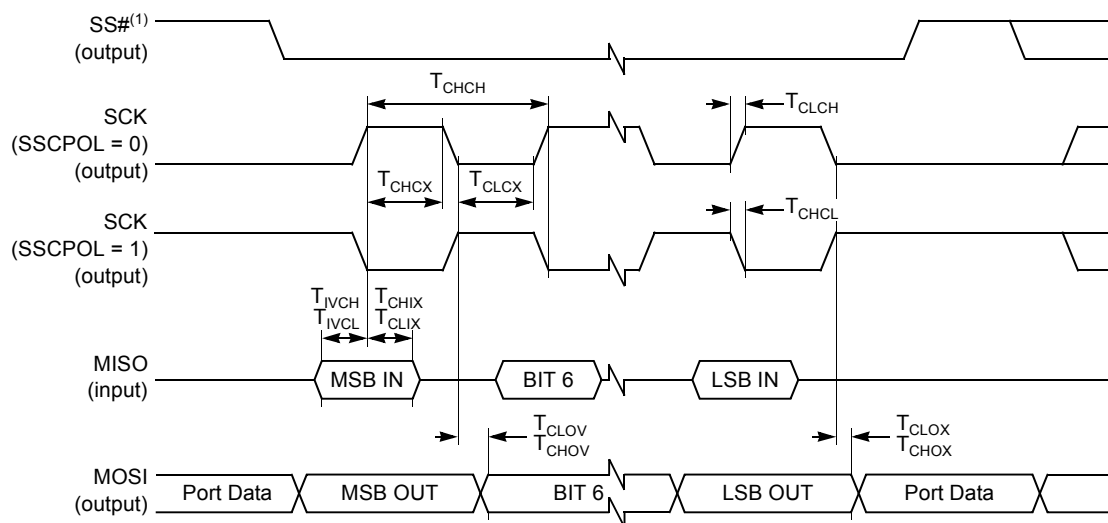 SS#(1)
(output)
TCHCH
TCLCH
SCK
(SSCPOL = 0)
(output)
TCHCX
TCLCX
TCHCL
SCK
(SSCPOL = 1)
(output)
TIVCH
TIVCL
TCHIX
TCLIX
MISO
(input)
MSB IN
BIT 6
LSB IN
TCLOV
TCHOV
TCLOX
TCHOX
MOSI
(output)
Port Data
MSB OUT
BIT 6
LSB OUT
Port Data